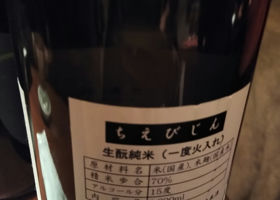 ちえびじん
生酛純米（一度火入れ）
原材料名 米(国産)、米麹(国産米)
精米歩合 70%
アルコール分 15度